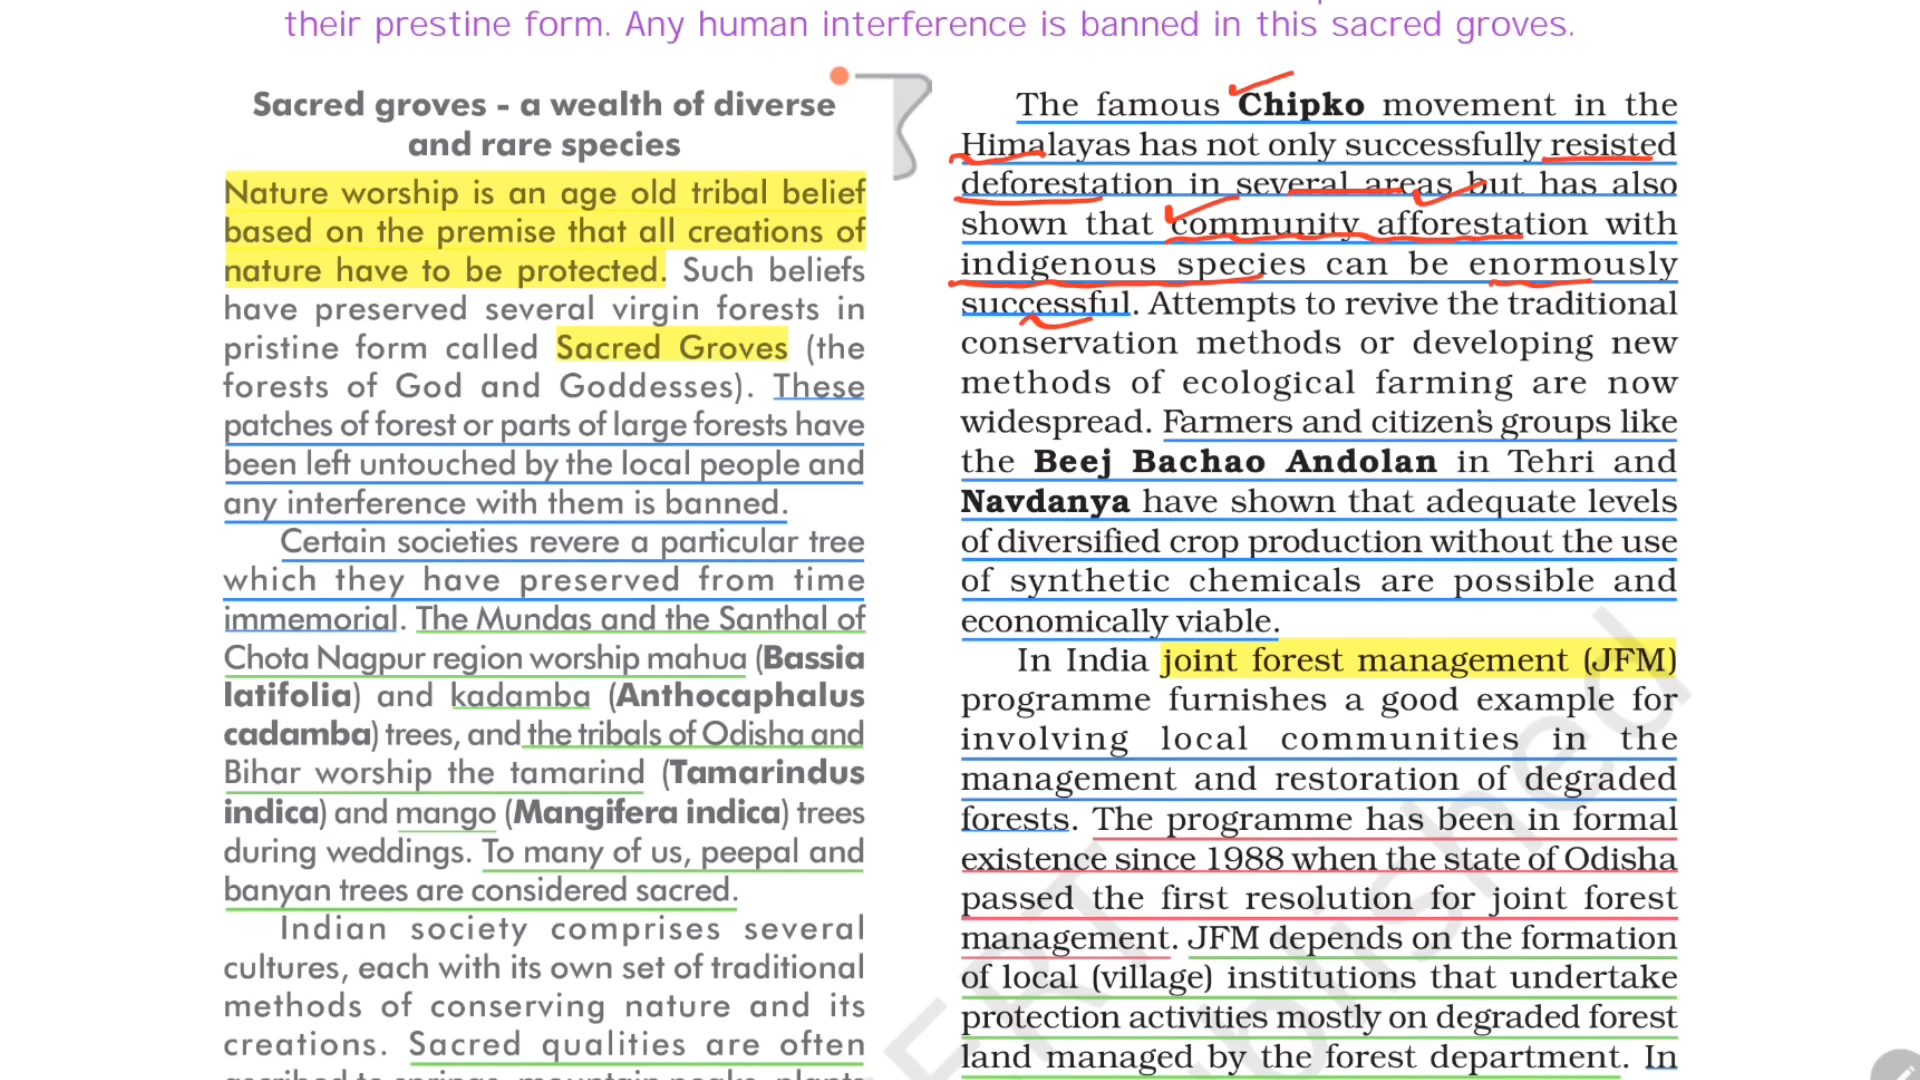 their prestine form. Any human interference is banned in this sacred groves.
Sacred groves - a wealth of diverse
and rare species
Nature worship is an age old tribal belief
based on the premise that all creations of
nature have to be protected. Such beliefs
have preserved several virgin forests in
pristine form called Sacred Groves (the
forests of God and Goddesses). These
patches of forest or parts of large forests have
been left untouched by the local people and
any interference with them is banned.
Certain societies revere a particular tree
which they have preserved from time
immemorial. The Mundas and the Santhal of
Chota Nagpur region worship mahua (Bassia
latifolia) and kadamba (Anthocaphalus
cadamba) trees, and the tribals of Odisha and
Bihar worship the tamarind (Tamarindus
indica) and mango (Mangifera indica) trees
during weddings. To many of us, peepal and
banyan trees are considered sacred.
Indian society comprises several
cultures, each with its own set of traditional
methods of conserving nature and its
creations. Sacred qualities are often
ascribed to springs, mountain peaks, plants
The famous Chipko movement in the
Himalayas has not only successfully resisted
deforestation in several areas but has also
shown that community afforestation with
indigenous species can be enormously
successful. Attempts to revive the traditional
conservation methods or developing new
methods of ecological farming are now
widespread. Farmers and citizen's groups like
the Beej Bachao Andolan in Tehri and
Navdanya have shown that adequate levels
of diversified crop production without the use
of synthetic chemicals are possible and
economically viable.
In India joint forest management (JFM)
programme furnishes a good example for
involving local communities in the
management and restoration of degraded
forests. The programme has been in formal
existence since 1988 when the state of Odisha
passed the first resolution for joint forest
management. JFM depends on the formation
of local (village) institutions that undertake
protection activities mostly on degraded forest
land managed by the forest department. In